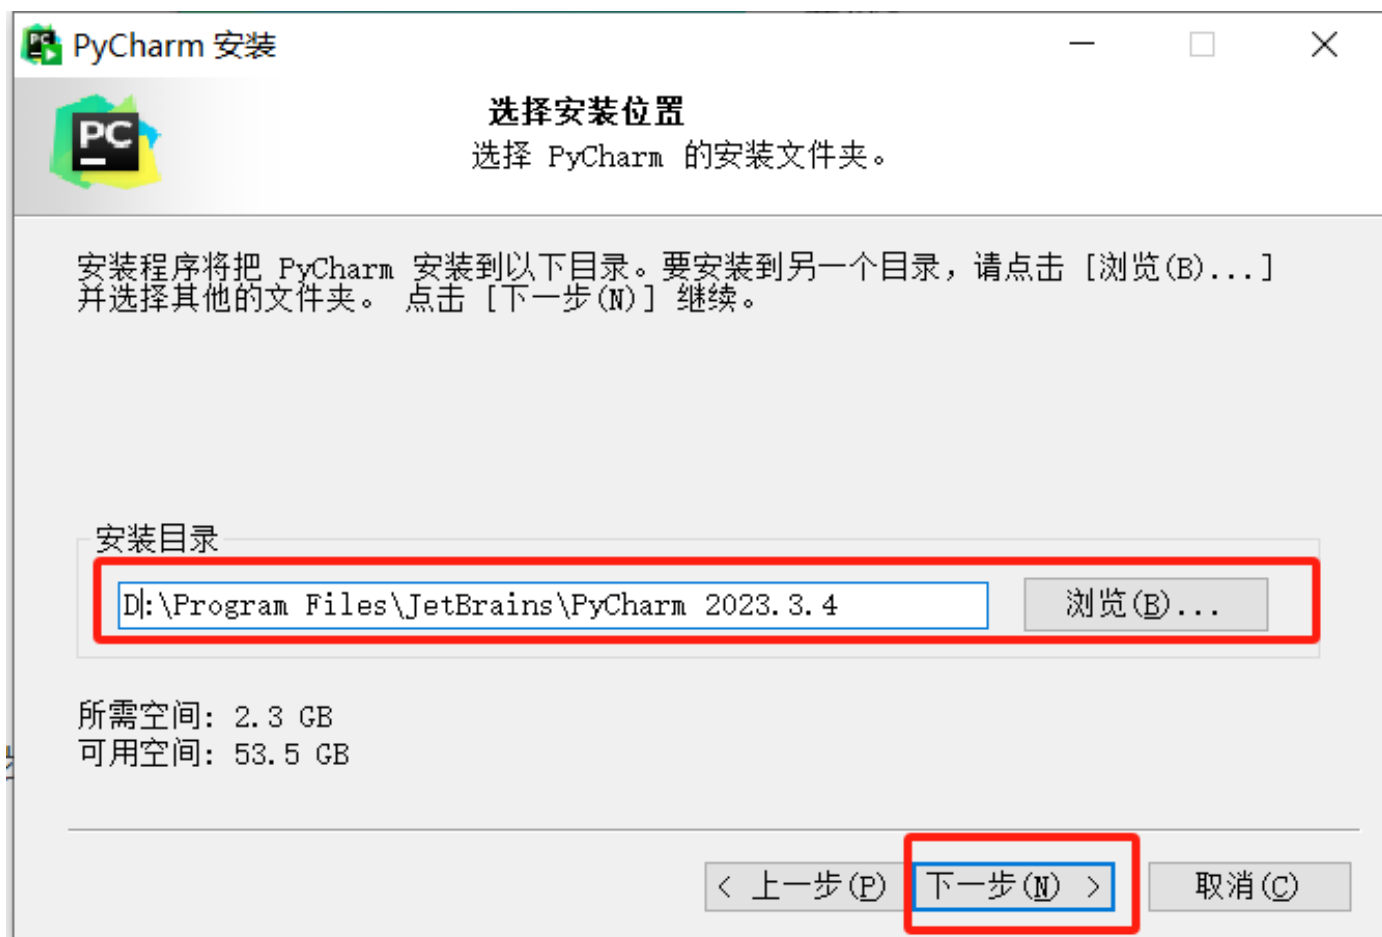 PyCharm 安装
PC
选择安装位置
选择 PyCharm 的安装文件夹。
安装程序将把 PyCharm 安装到以下目录。要安装到另一个目录，请点击 [浏览(B)...]
并选择其他的文件夹。 点击 [下一步(N)] 继续。
安装目录
D:\Program Files\JetBrains\PyCharm 2023.3.4
浏览(B)...
所需空间: 2.3 GB
可用空间: 53.5 GB
< 上一步(P)
下一步(N) >
取消(C)